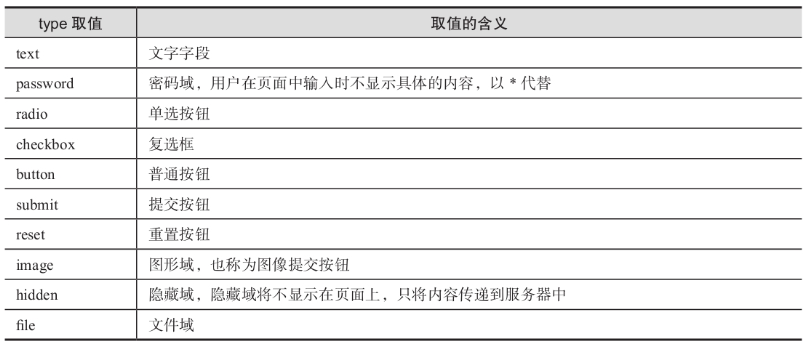 type 取值 取值的含义
text 文字字段
password 密码域，用户在页面中输入时不显示具体的内容，以 * 代替
radio 单选按钮
checkbox 复选框
button 普通按钮
submit 提交按钮
reset 重置按钮
image 图形域，也称为图像提交按钮
hidden 隐藏域，隐藏域将不显示在页面上，只将内容传递到服务器中
file 文件域